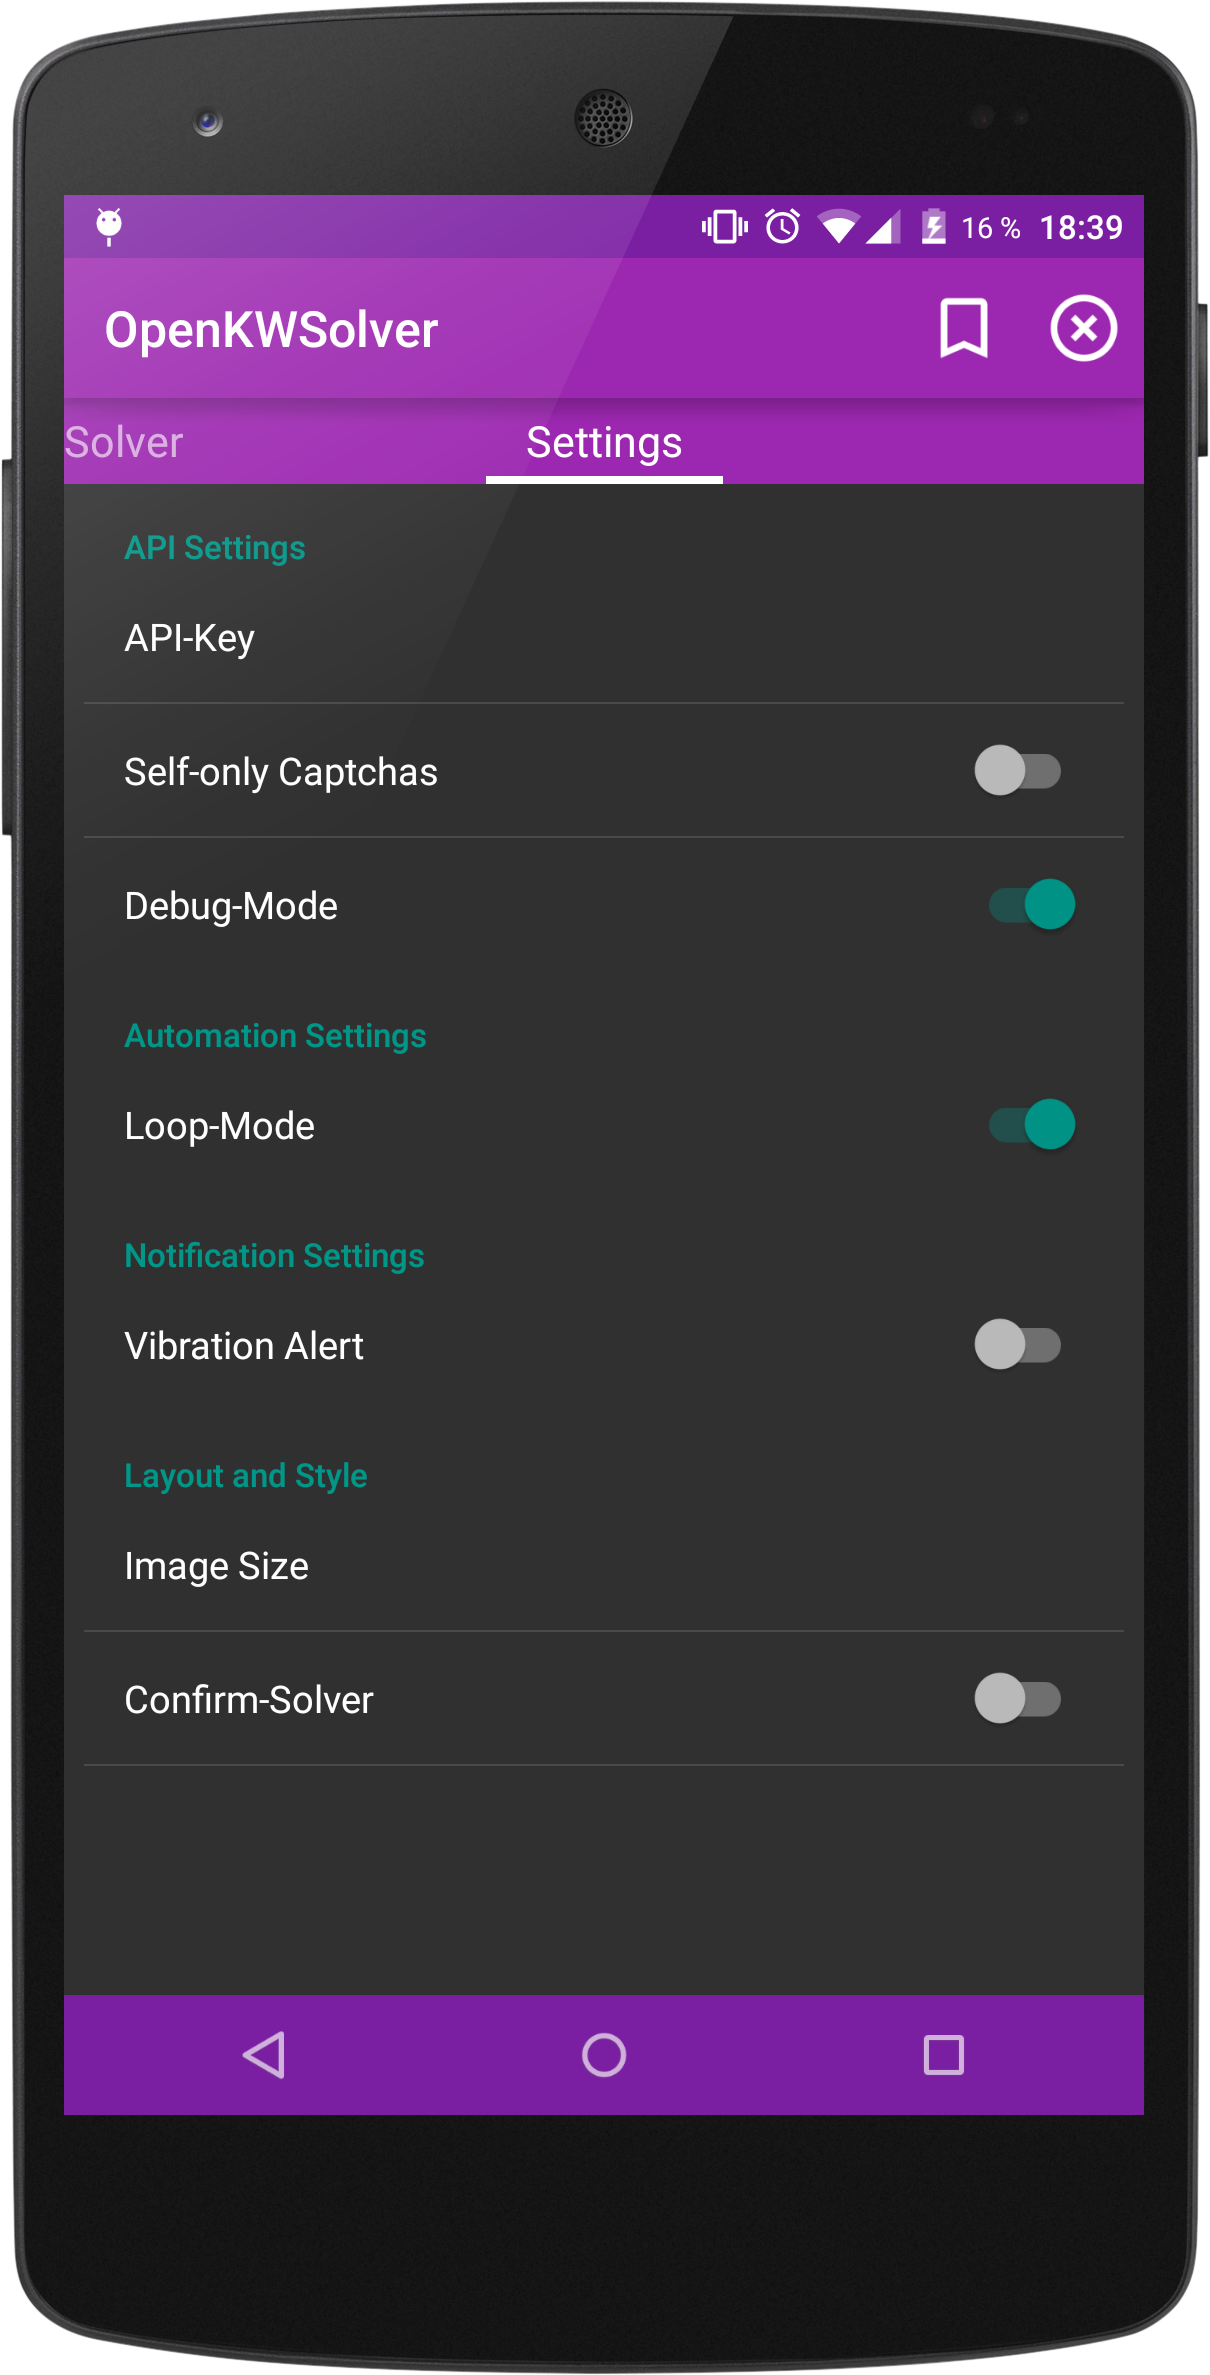 16 % 18:39
OpenKWSolver
Solver Settings
API Settings
API-Key
Self-only Captchas
Debug-Mode
Automation Settings
Loop-Mode
Notification Settings
Vibration Alert
Layout and Style
Image Size
Confirm-Solver